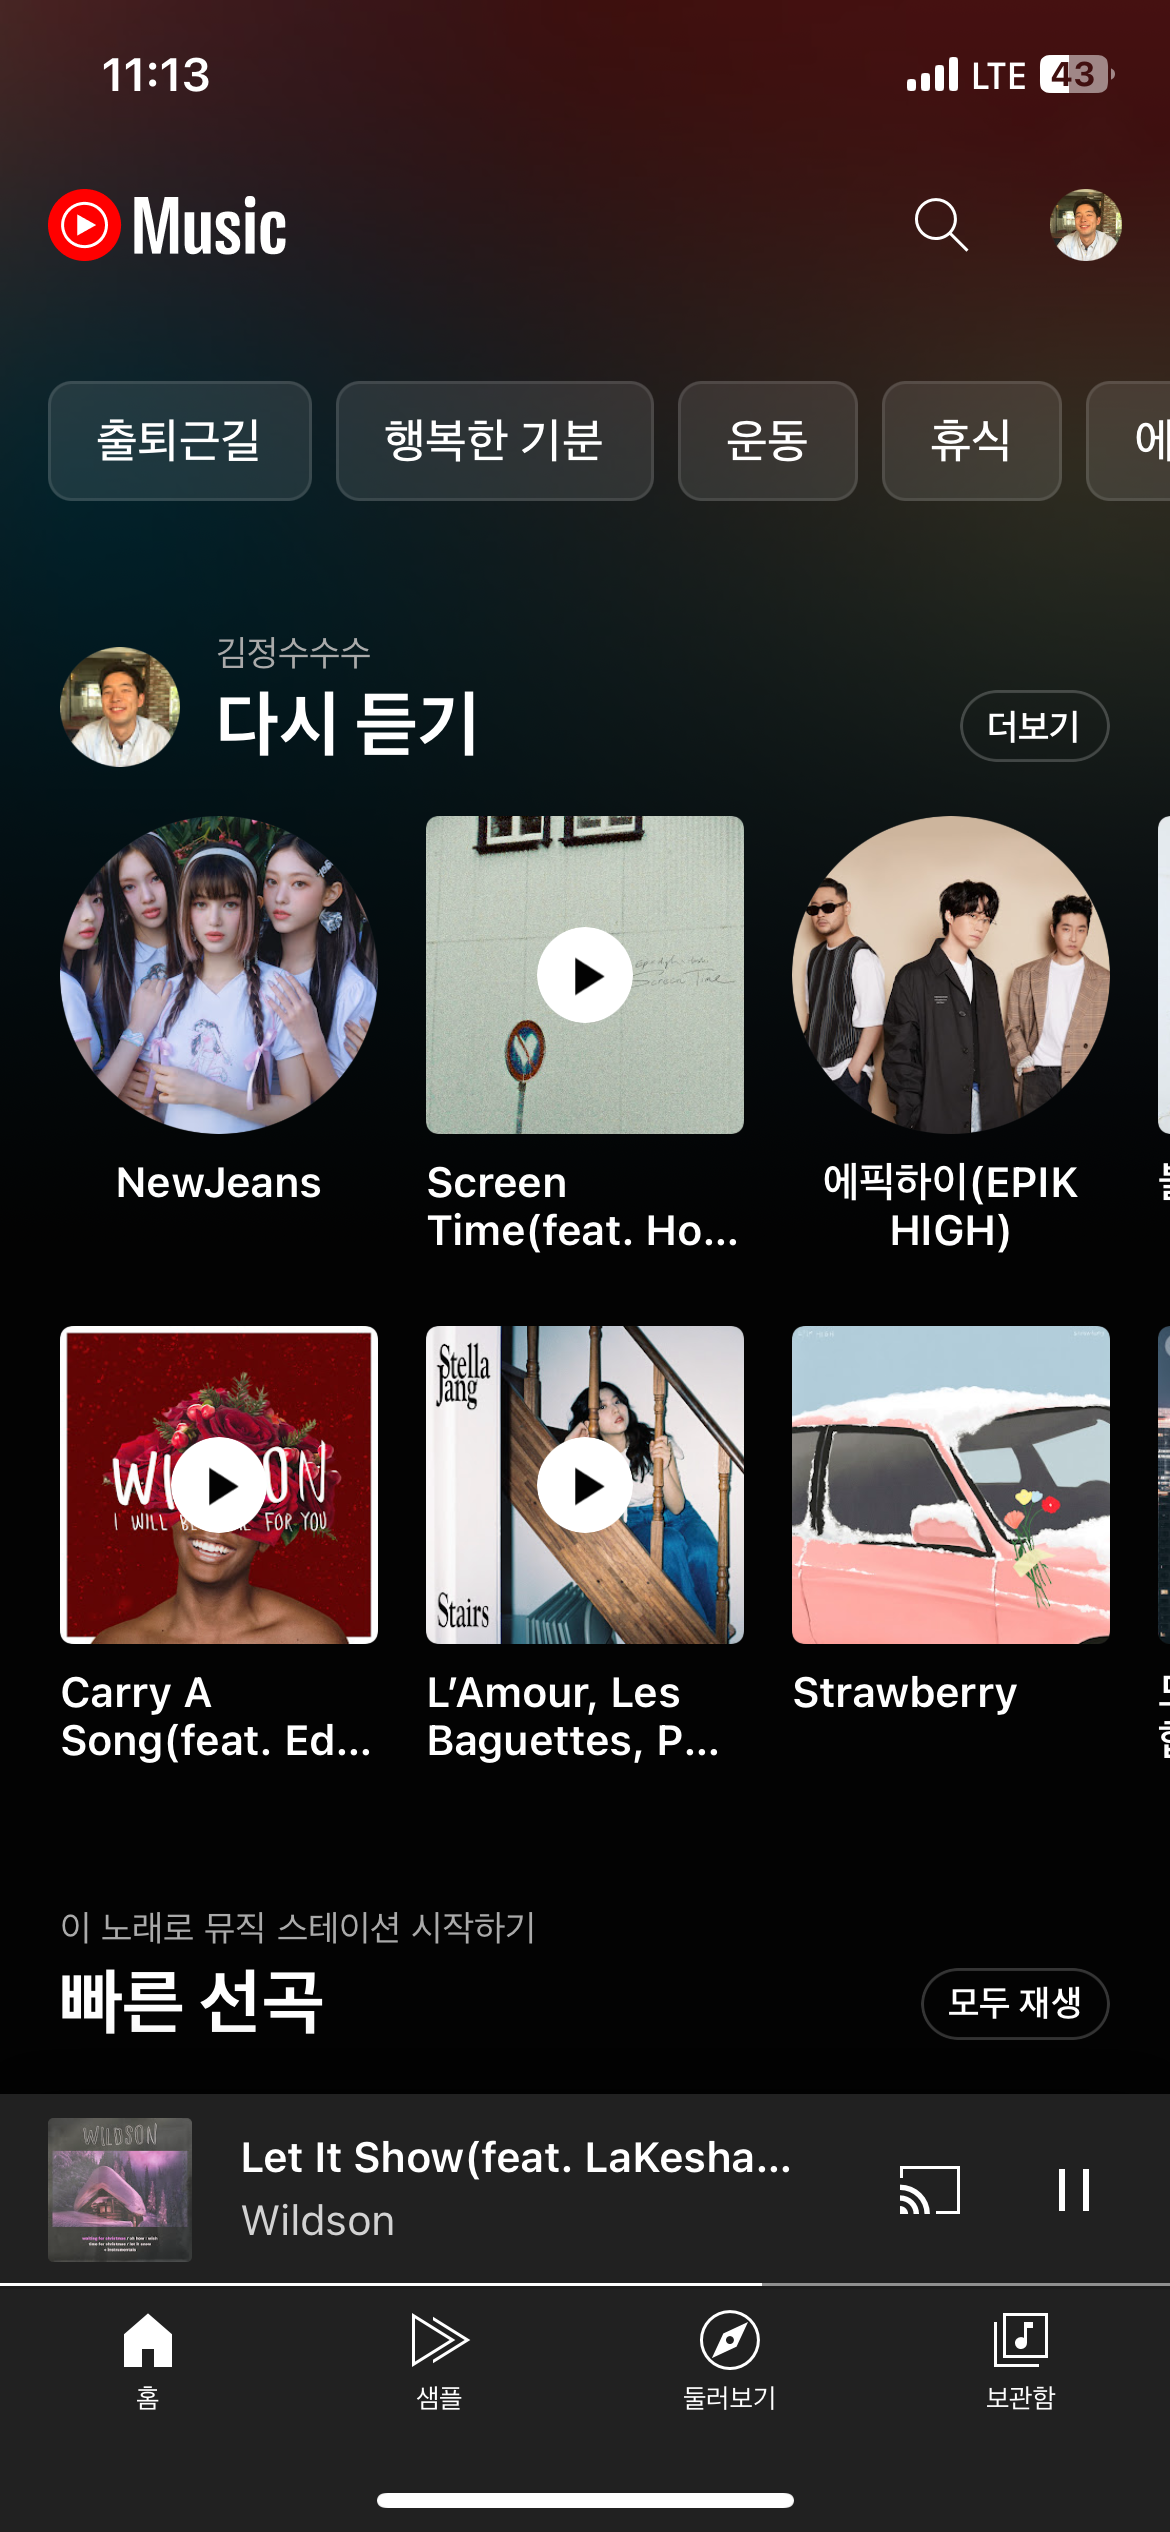 11:13
LTE 43
Music
출퇴근길 행복한 기분 운동 휴식 에
김정수수수
다시 듣기
더보기
Screen Time
NewJeans
Screen
Time(feat. Ho...
에픽하이(EPIK
HIGH)
WILDSON
I WILL BE FOR YOU
Stella
Jang
Stairs
Carry A
Song(feat. Ed...
L'Amour, Les
Baguettes, P...
Strawberry
이 노래로 뮤직 스테이션 시작하기
빠른 선곡
모두 재생
WILDSON
Let It Show(feat. LaKesha...
Wildson
홈 샘플 둘러보기 보관함